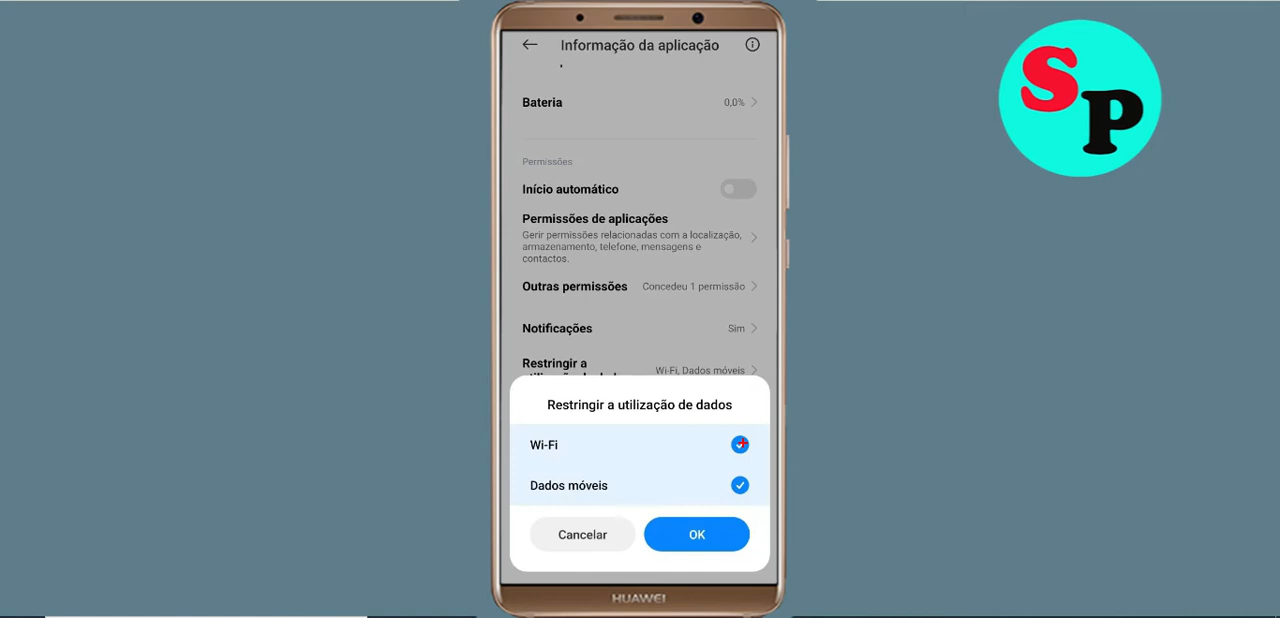 Informação da aplicação
Bateria
0,0%
Permissões
Início automático
Permissões de aplicações
Gerir permissões relacionadas com a localização,
armazenamento, telefone, mensagens e
contactos.
Outras permissões Concedeu 1 permissão
Notificações Sim
Restringir a
Wi-Fi, Dados móveis
Restringir a utilização de dados
Wi-Fi
Dados móveis
Cancelar OK
HUAWEI
SP